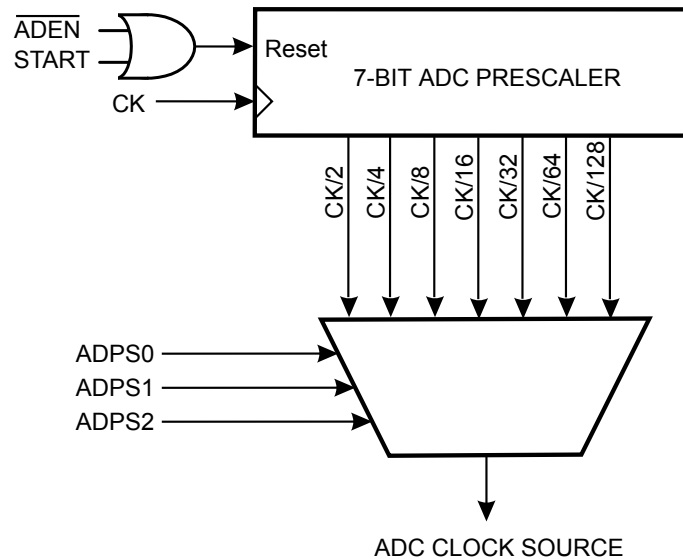 ADEN
START
Reset
7-BIT ADC PRESCALER
CK
CK/2
CK/4
CK/8
CK/16
CK/32
CK/64
CK/128
ADPS0
ADPS1
ADPS2
ADC CLOCK SOURCE